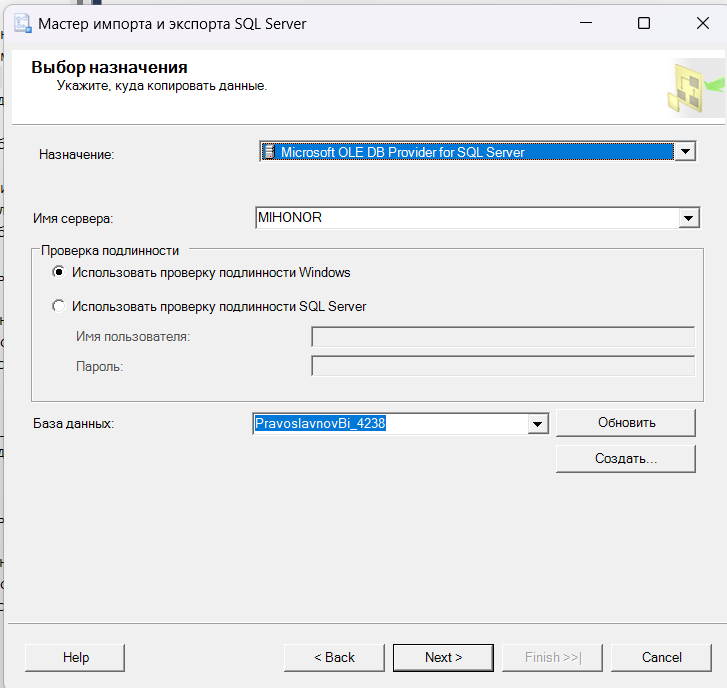 Мастер импорта и экспорта SQL Server
Выбор назначения
Укажите, куда копировать данные.
Назначение:
Microsoft OLE DB Provider for SQL Server
Имя сервера:
MIHONOR
Проверка подлинности
Использовать проверку подлинности Windows
Использовать проверку подлинности SQL Server
Имя пользователя:
Пароль:
База данных:
PravoslavnovBi_4238
Обновить
Создать...
Help
< Back
Next >
Finish >>|
Cancel